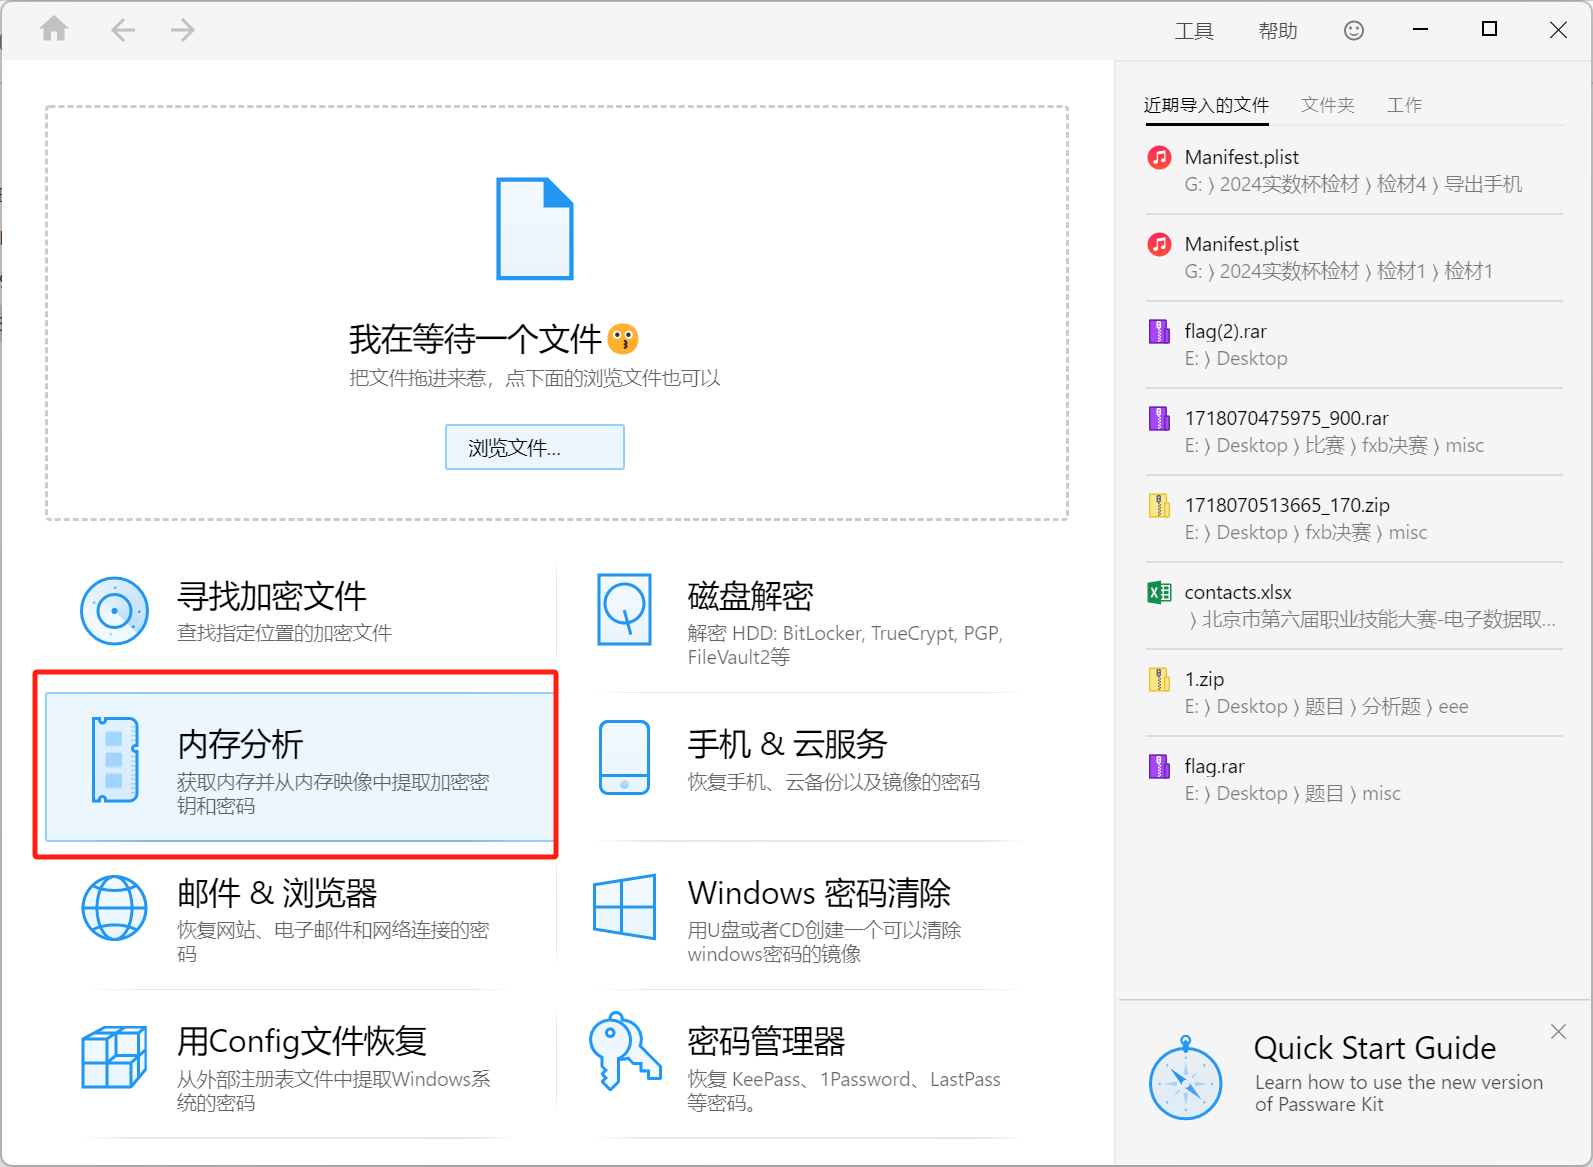 工具 帮助
近期导入的文件 文件夹 工作
我在等待一个文件😗
把文件拖进来惹，点下面的浏览文件也可以
浏览文件...
寻找加密文件
查找指定位置的加密文件
磁盘解密
解密 HDD: BitLocker, TrueCrypt, PGP,
FileVault2等
内存分析
获取内存并从内存映像中提取加密密
钥和密码
手机 & 云服务
恢复手机、云备份以及镜像的密码
邮件 & 浏览器
恢复网站、电子邮件和网络连接的密
码
Windows 密码清除
用U盘或者CD创建一个可以清除
windows密码的镜像
用Config文件恢复
从外部注册表文件中提取Windows系
统的密码
密码管理器
恢复 KeePass、1Password、LastPass
等密码。
Manifest.plist
G: ⟩ 2024实数杯检材 ⟩ 检材4 ⟩ 导出手机
Manifest.plist
G: ⟩ 2024实数杯检材 ⟩ 检材1 ⟩ 检材1
flag(2).rar
E: ⟩ Desktop
1718070475975_900.rar
E: ⟩ Desktop ⟩ 比赛 ⟩ fxb决赛 ⟩ misc
1718070513665_170.zip
E: ⟩ Desktop ⟩ fxb决赛 ⟩ misc
contacts.xlsx
⟩ 北京市第六届职业技能大赛-电子数据取...
1.zip
E: ⟩ Desktop ⟩ 题目 ⟩ 分析题 ⟩ eee
flag.rar
E: ⟩ Desktop ⟩ 题目 ⟩ misc
Quick Start Guide
Learn how to use the new version
of Passware Kit